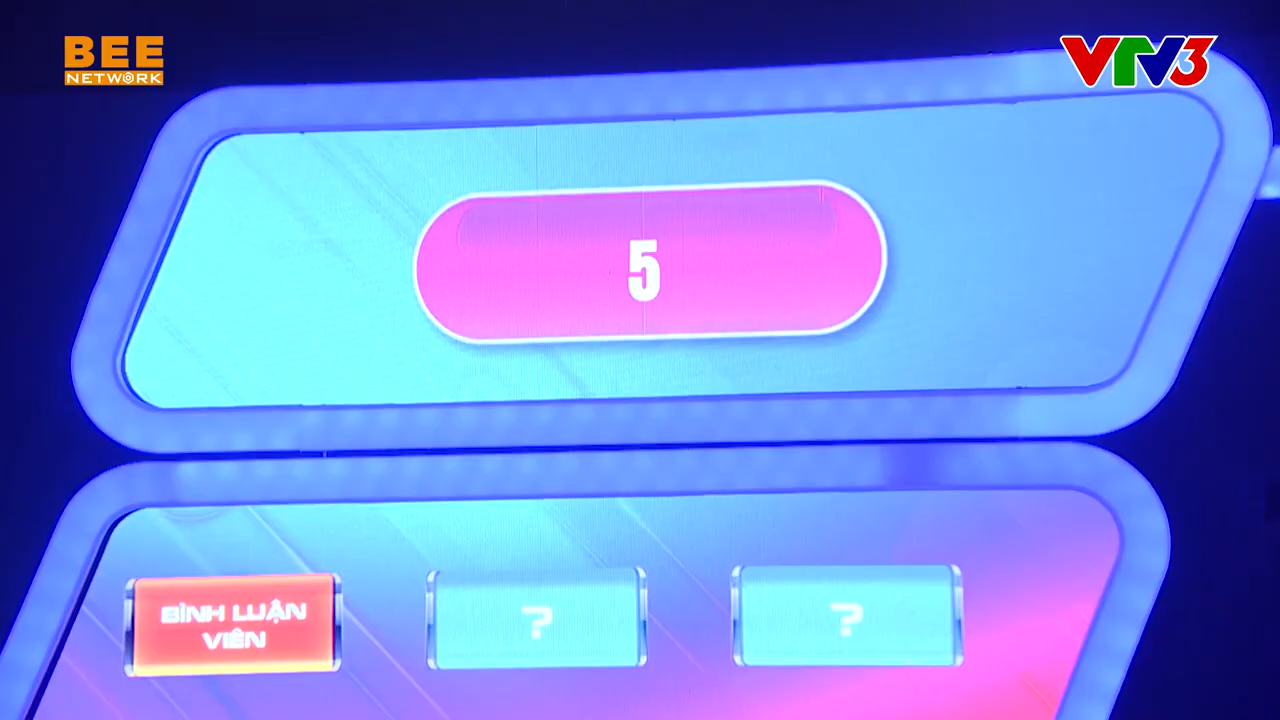 BEE
NETWORK
VTV3
5
BÌNH LUẬN
VIÊN
?
?